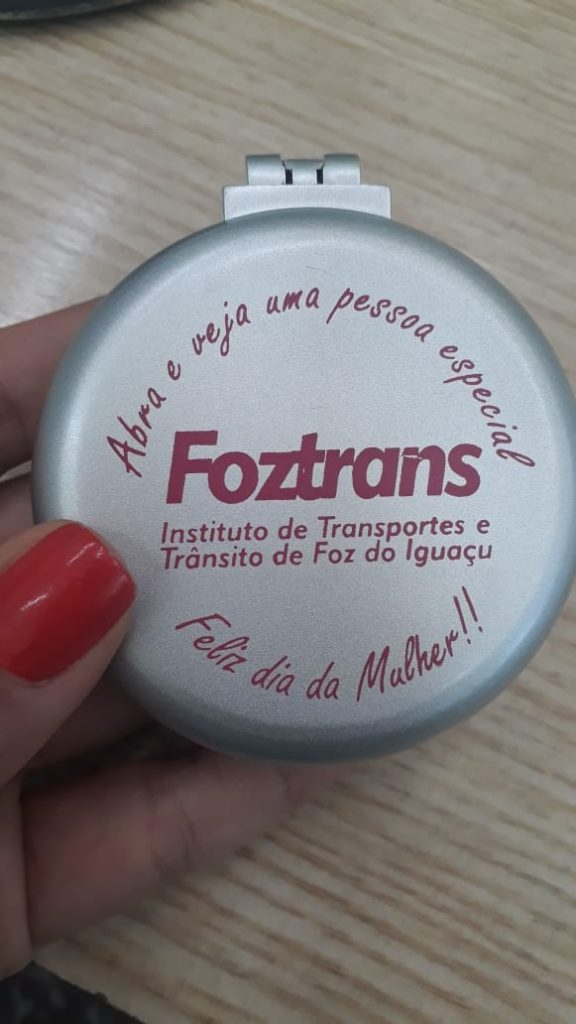 Abra e veja uma pessoa especial
Foztrans
Instituto de Transportes e
Trânsito de Foz do Iguaçu
Feliz dia da Mulher!!